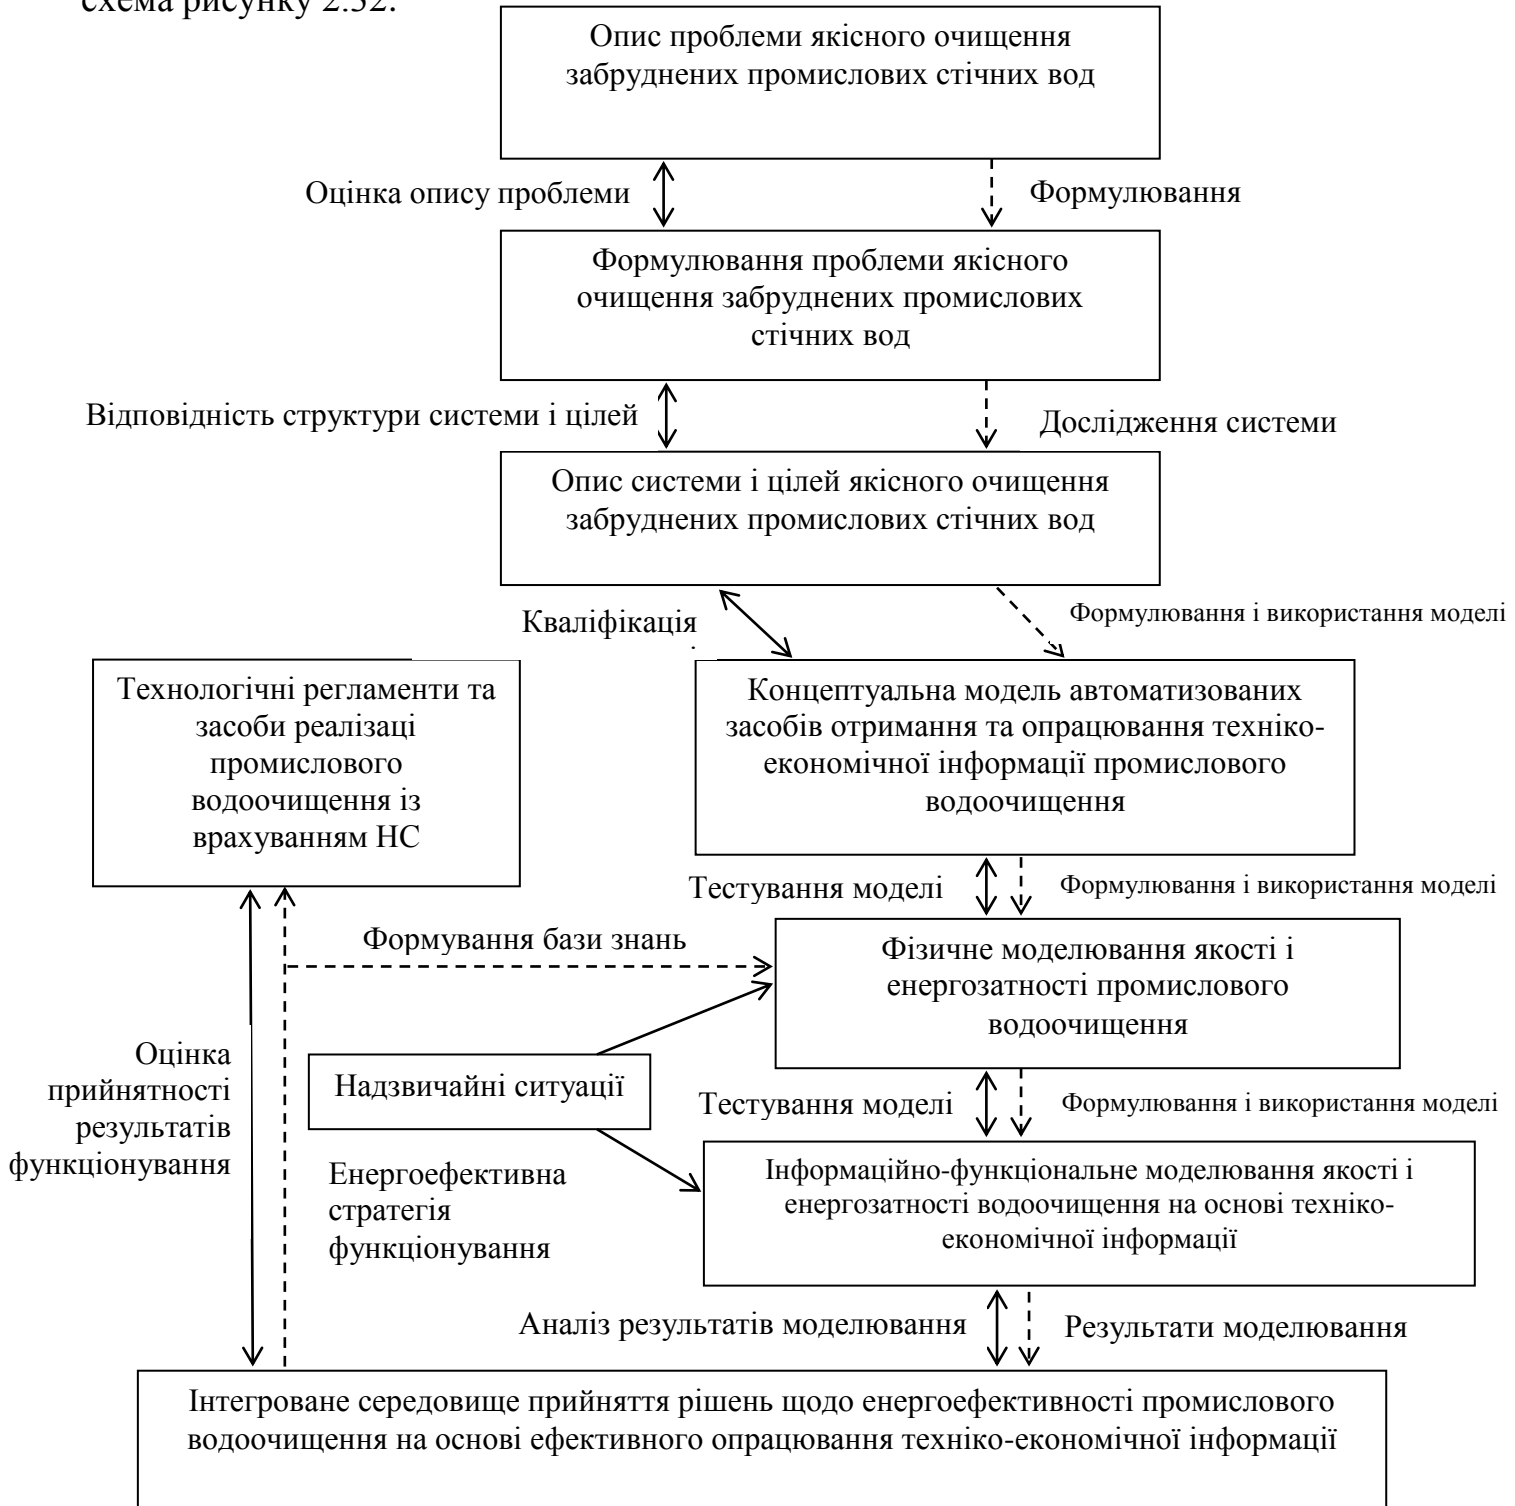 схема рисунку 2.32.
Опис проблеми якісного очищення
забруднених промислових стічних вод
Оцінка опису проблеми
Формулювання
Формулювання проблеми якісного
очищення забруднених промислових
стічних вод
Відповідність структури системи і цілей
Дослідження системи
Опис системи і цілей якісного очищення
забруднених промислових стічних вод
Кваліфікація
Формулювання і використання моделі
Технологічні регламенти та
засоби реалізаці
промислового
водоочищення із
врахуванням НС
Концептуальна модель автоматизованих
засобів отримання та опрацювання техніко-
економічної інформації промислового
водоочищення
Тестування моделі
Формулювання і використання моделі
Формування бази знань
Фізичне моделювання якості і
енергозатності промислового
водоочищення
Оцінка
прийнятності
результатів
функціонування
Надзвичайні ситуації
Тестування моделі
Формулювання і використання моделі
Енергоефективна
стратегія
функціонування
Інформаційно-функціональне моделювання якості і
енергозатності водоочищення на основі техніко-
економічної інформації
Аналіз результатів моделювання
Результати моделювання
Інтегроване середовище прийняття рішень щодо енергоефективності промислового
водоочищення на основі ефективного опрацювання техніко-економічної інформації